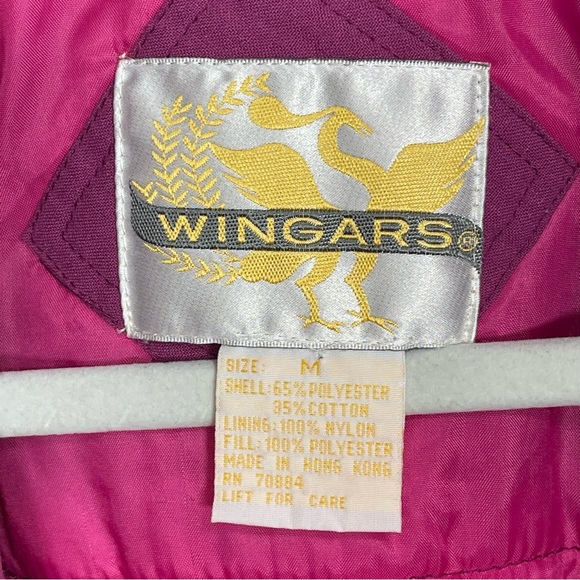 WINGARS®
SIZE: M
SHELL: 65% POLYESTER
35% COTTON
LINING: 100% NYLON
FILL: 100% POLYESTER
MADE IN HONG KONG
RN 70884
LIFT FOR CARE